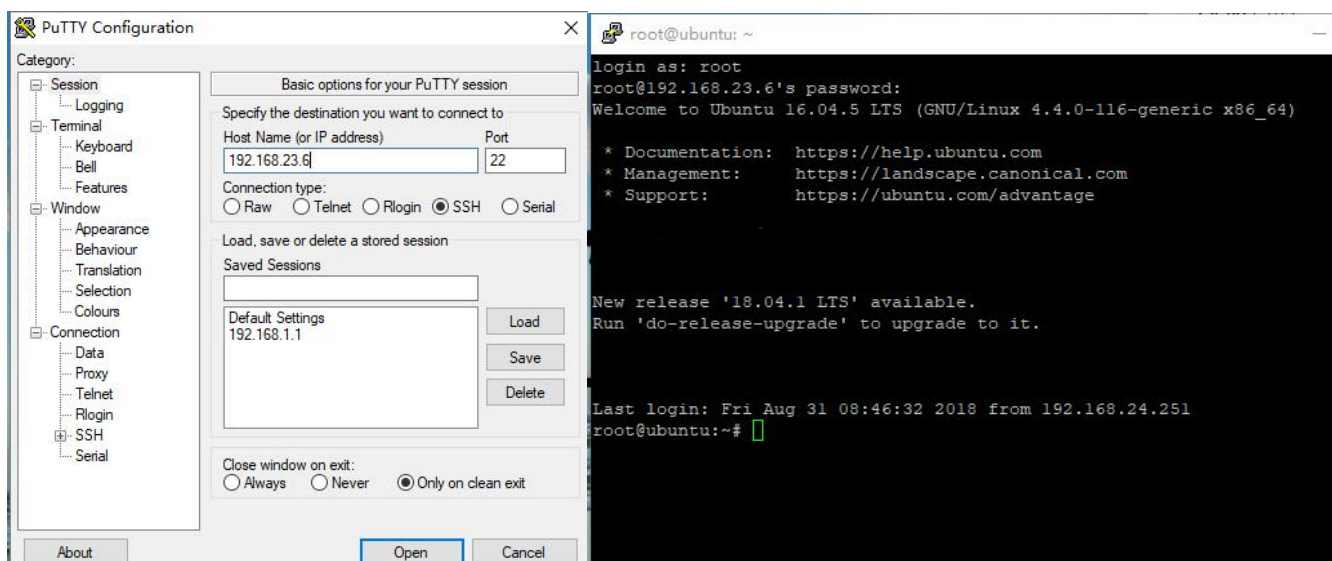 PuTTY Configuration
Category:
Session
Logging
Terminal
Keyboard
Bell
Features
Window
Appearance
Behaviour
Translation
Selection
Colours
Connection
Data
Proxy
Telnet
Rlogin
SSH
Serial
Basic options for your PuTTY session
Specify the destination you want to connect to
Host Name (or IP address) Port
192.168.23.6 22
Connection type:
Raw Telnet Rlogin SSH Serial
Load, save or delete a stored session
Saved Sessions
Default Settings
192.168.1.1
Load
Save
Delete
Close window on exit:
Always Never Only on clean exit
About Open Cancel
root@ubuntu: ~
login as: root
root@192.168.23.6's password:
Welcome to Ubuntu 16.04.5 LTS (GNU/Linux 4.4.0-116-generic x86_64)
* Documentation: https://help.ubuntu.com
* Management: https://landscape.canonical.com
* Support: https://ubuntu.com/advantage
New release '18.04.1 LTS' available.
Run 'do-release-upgrade' to upgrade to it.
Last login: Fri Aug 31 08:46:32 2018 from 192.168.24.251
root@ubuntu:~#